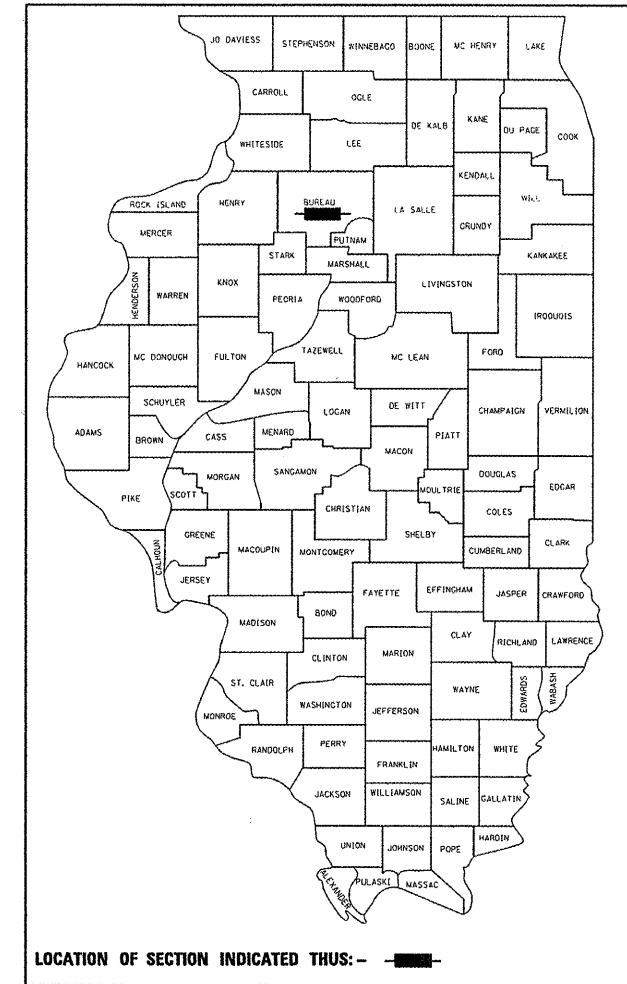 JO DAVIESS STEPHENSON WINNEBAGO BOONE MC HENRY LAKE
CARROLL OGLE DE KALB KANE DU PAGE COOK
WHITESIDE LEE KENDALL
ROCK ISLAND HENRY BUREAU LA SALLE GRUNDY WILL
MERCER PUTNAM
HENDERSON WARREN KNOX STARK MARSHALL LIVINGSTON KANKAKEE
PEORIA WOODFORD IROQUOIS
HANCOCK MC DONOUGH FULTON TAZEWELL MC LEAN FORD
SCHUYLER MASON LOGAN DE WITT CHAMPAIGN VERMILION
ADAMS BROWN CASS MENARD MACON PIATT
PIKE SCOTT MORGAN SANGAMON CHRISTIAN MOULTRIE DOUGLAS EDGAR
COLES
CALHOUN GREENE MACOUPIN MONTGOMERY SHELBY CUMBERLAND CLARK
JERSEY FAYETTE EFFINGHAM JASPER CRAWFORD
MADISON BOND CLAY RICHLAND LAWRENCE
CLINTON MARION
ST. CLAIR WAYNE EDWARDS WABASH
MONROE WASHINGTON JEFFERSON
RANDOLPH PERRY HAMILTON WHITE
FRANKLIN
JACKSON WILLIAMSON SALINE GALLATIN
UNION JOHNSON POPE HARDIN
ALEXANDER PULASKI MASSAC
LOCATION OF SECTION INDICATED THUS: -